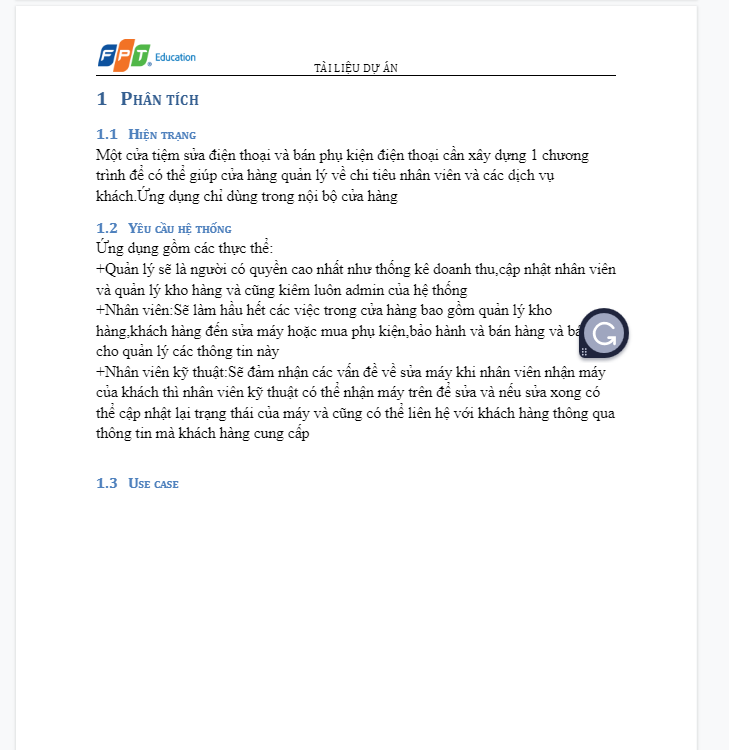 FPT Education
TÀI LIỆU DỰ ÁN
1 PHÂN TÍCH
1.1 HIỆN TRẠNG
Một cửa tiệm sửa điện thoại và bán phụ kiện điện thoại cần xây dựng 1 chương
trình để có thể giúp cửa hàng quản lý về chi tiêu nhân viên và các dịch vụ
khách.Ứng dụng chỉ dùng trong nội bộ cửa hàng
1.2 YÊU CẦU HỆ THỐNG
Ứng dụng gồm các thực thể:
+Quản lý sẽ là người có quyền cao nhất như thống kê doanh thu,cập nhật nhân viên
và quản lý kho hàng và cũng kiêm luôn admin của hệ thống
+Nhân viên:Sẽ làm hầu hết các việc trong cửa hàng bao gồm quản lý kho
hàng,khách hàng đến sửa máy hoặc mua phụ kiện,bảo hành và bán hàng và
cho quản lý các thông tin này
+Nhân viên kỹ thuật:Sẽ đảm nhận các vấn đề về sửa máy khi nhân viên nhận máy
của khách thì nhân viên kỹ thuật có thể nhận máy trên để sửa và nếu sửa xong có
thể cập nhật lại trạng thái của máy và cũng có thể liên hệ với khách hàng thông qua
thông tin mà khách hàng cung cấp
1.3 USE CASE